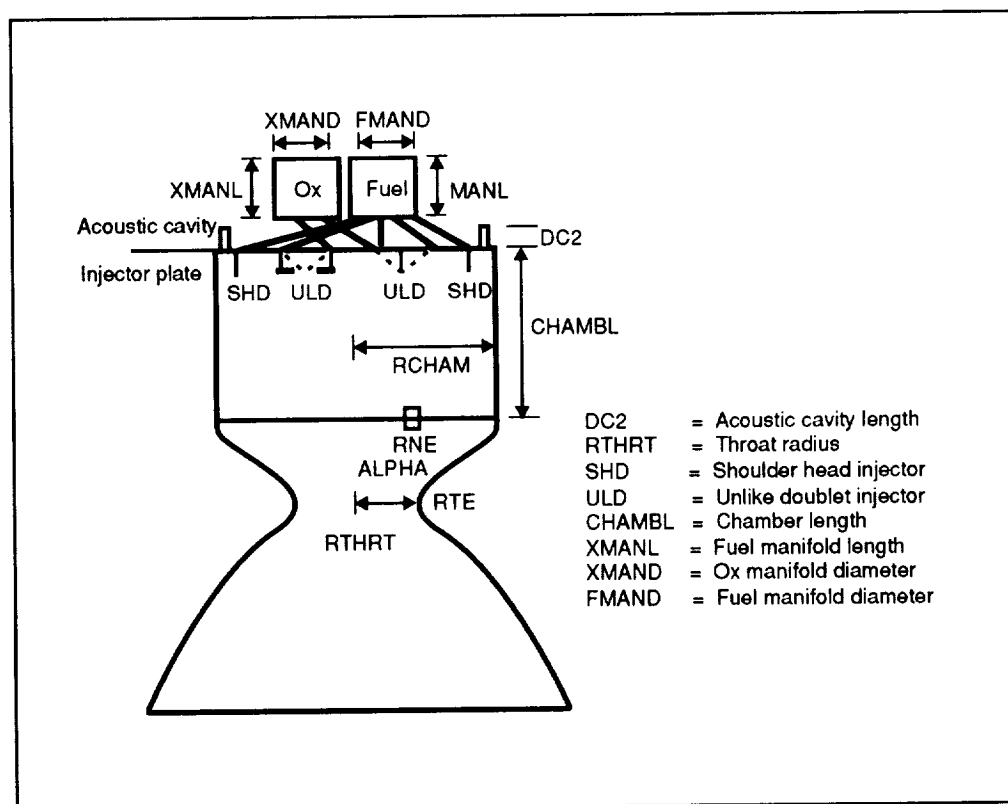 XMAND FMAND
XMANL Ox Fuel MANL
Acoustic cavity DC2
Injector plate
SHD ULD ULD SHD
CHAMBL
RCHAM
RNE
ALPHA
RTE
RTHRT
DC2 = Acoustic cavity length
RTHRT = Throat radius
SHD = Shoulder head injector
ULD = Unlike doublet injector
CHAMBL = Chamber length
XMANL = Fuel manifold length
XMAND = Ox manifold diameter
FMAND = Fuel manifold diameter